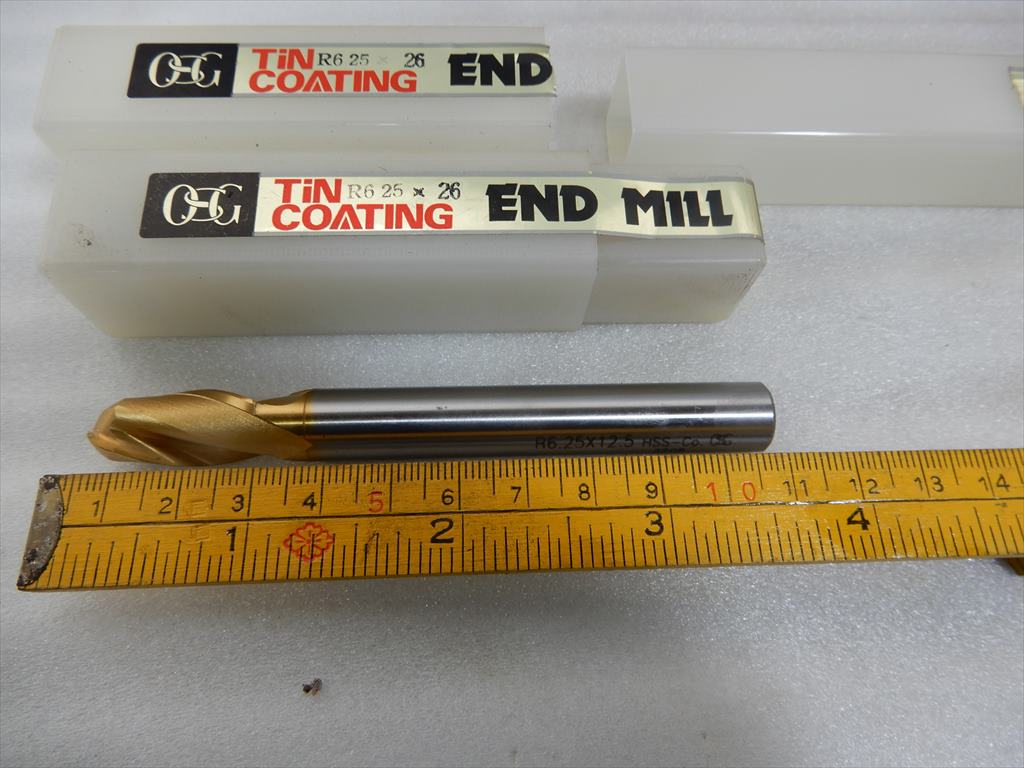 OSG TiN COATING R6 25 × 26 END
OSG TiN COATING R6 25 × 26 END MILL
R6.25X12.5 HSS-Co. OSG
1 2 3 4 5 6 7 8 9 10 11 12 13 14
1 2 3 4